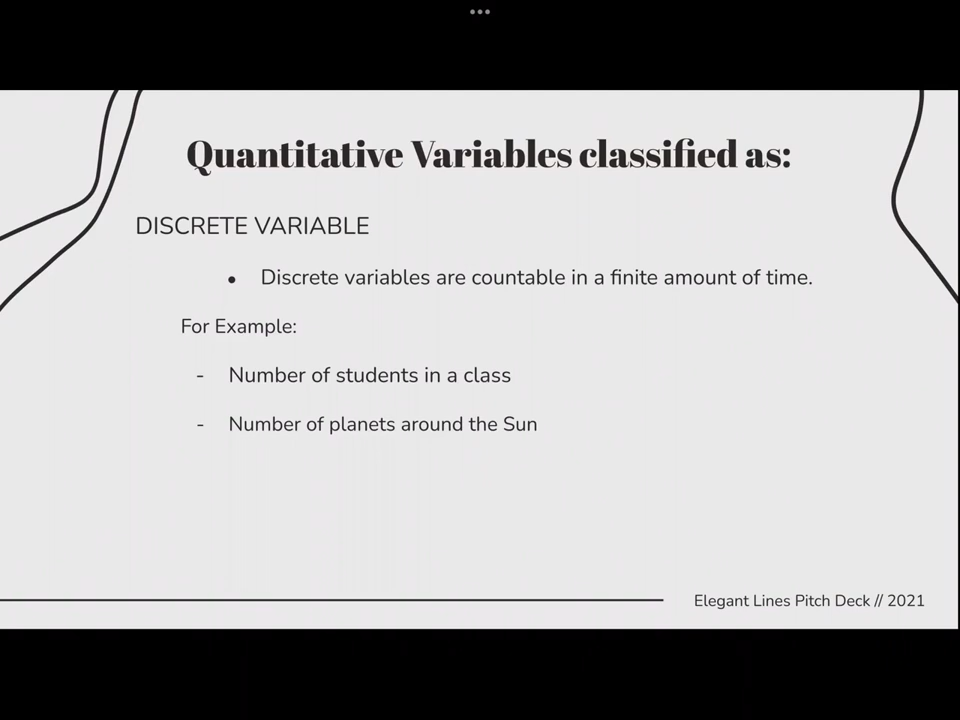 Quantitative Variables classified as:
DISCRETE VARIABLE
• Discrete variables are countable in a finite amount of time.
For Example:
- Number of students in a class
- Number of planets around the Sun
Elegant Lines Pitch Deck // 2021